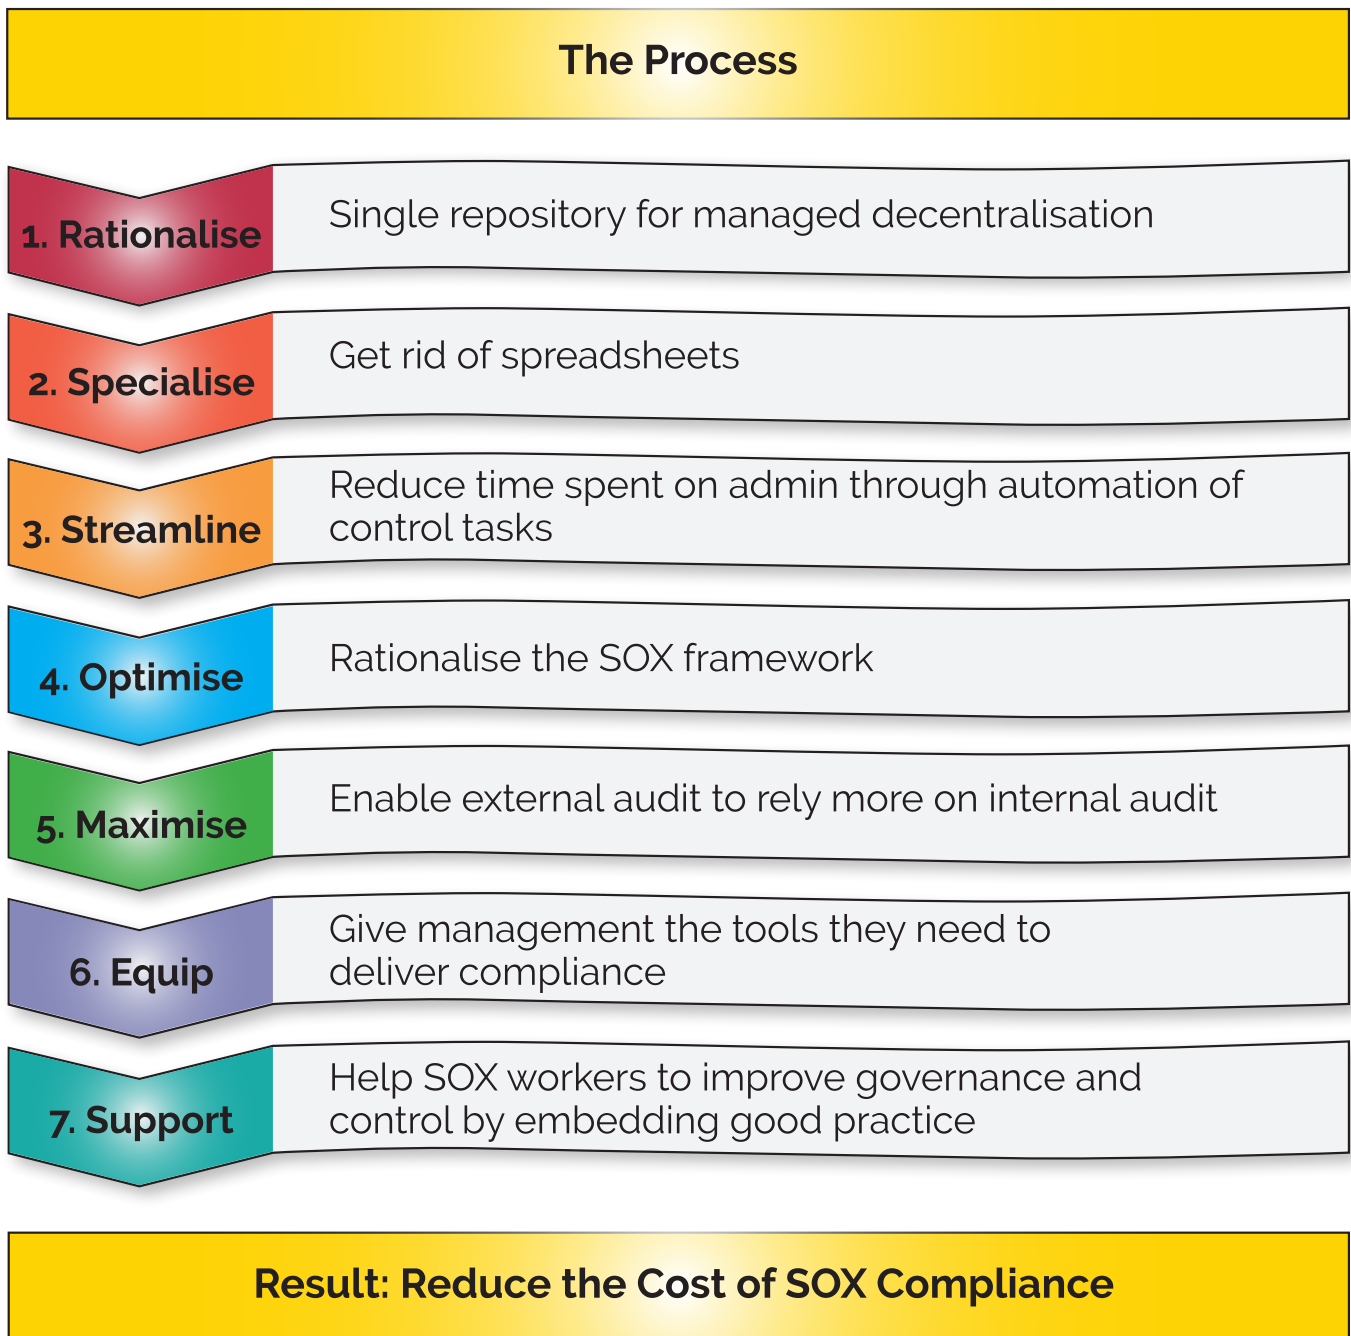 The Process
1. Rationalise
Single repository for managed decentralisation
2. Specialise
Get rid of spreadsheets
3. Streamline
Reduce time spent on admin through automation of
control tasks
4. Optimise
Rationalise the SOX framework
5. Maximise
Enable external audit to rely more on internal audit
6. Equip
Give management the tools they need to
deliver compliance
7. Support
Help SOX workers to improve governance and
control by embedding good practice
Result: Reduce the Cost of SOX Compliance